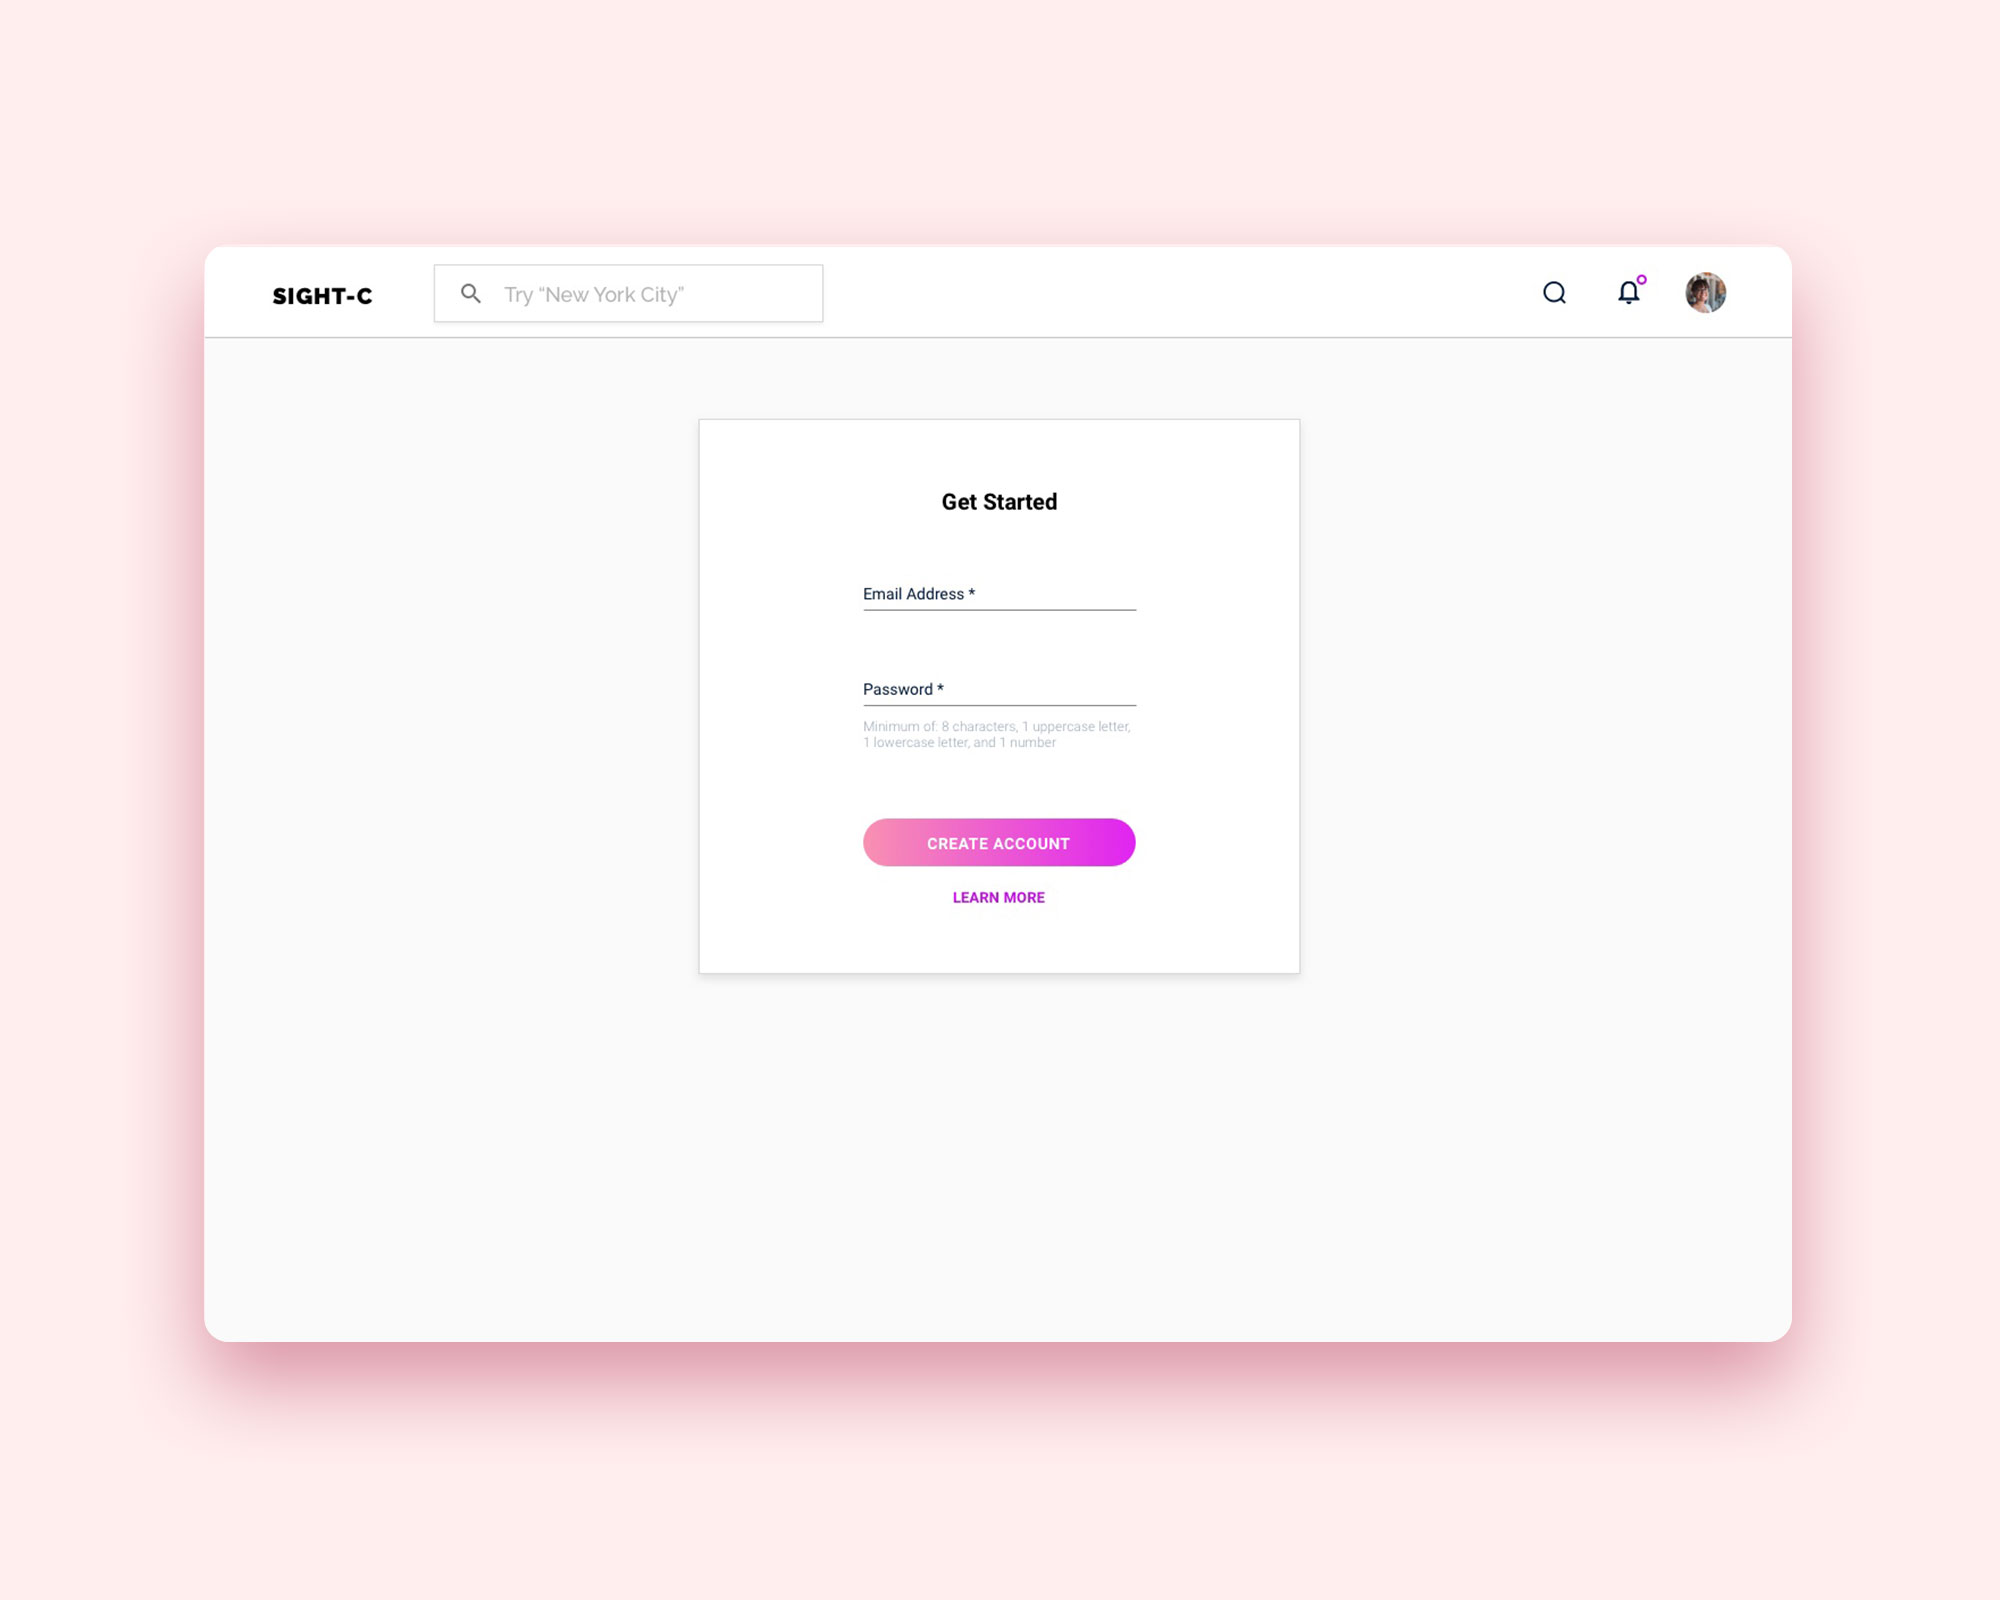 SIGHT-C
Try “New York City”
Get Started
Email Address *
Password *
Minimum of: 8 characters, 1 uppercase letter,
1 lowercase letter, and 1 number
CREATE ACCOUNT
LEARN MORE